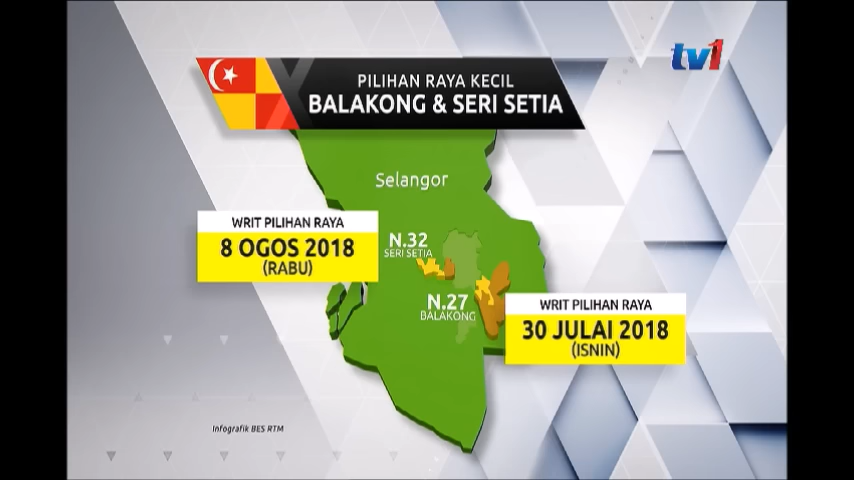 tv1
PILIHAN RAYA KECIL
BALAKONG & SERI SETIA
Selangor
WRIT PILIHAN RAYA
8 OGOS 2018
(RABU)
N.32
SERI SETIA
N.27
BALAKONG
WRIT PILIHAN RAYA
30 JULAI 2018
(ISNIN)
Infografik BES RTM